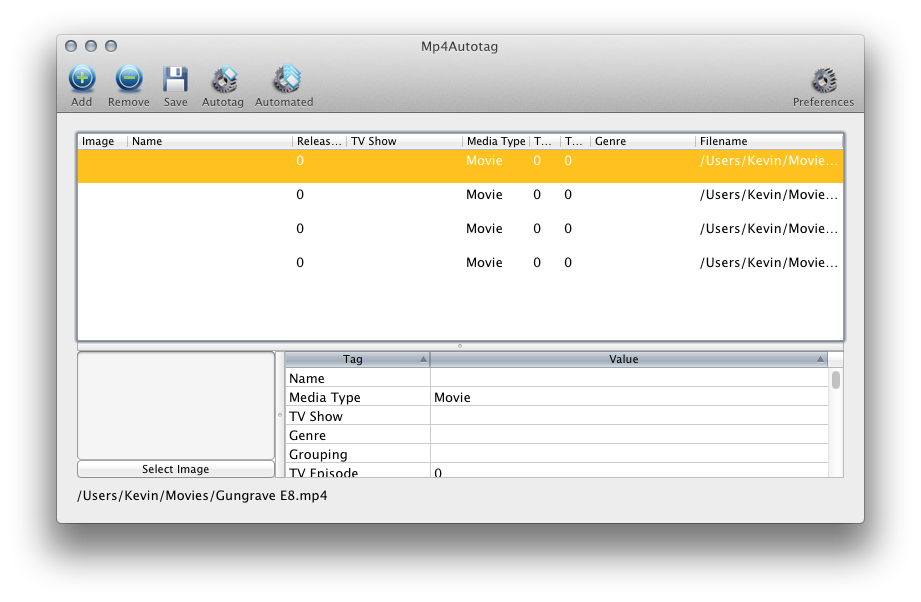 Mp4Autotag
Add Remove Save Autotag Automated Preferences
Image Name Releas... TV Show Media Type T... T... Genre Filename
0 Movie 0 0 /Users/Kevin/Movie...
0 Movie 0 0 /Users/Kevin/Movie...
0 Movie 0 0 /Users/Kevin/Movie...
0 Movie 0 0 /Users/Kevin/Movie...
Tag Value
Name
Media Type Movie
TV Show
Genre
Grouping
TV Episode 0
Select Image
/Users/Kevin/Movies/Gungrave E8.mp4